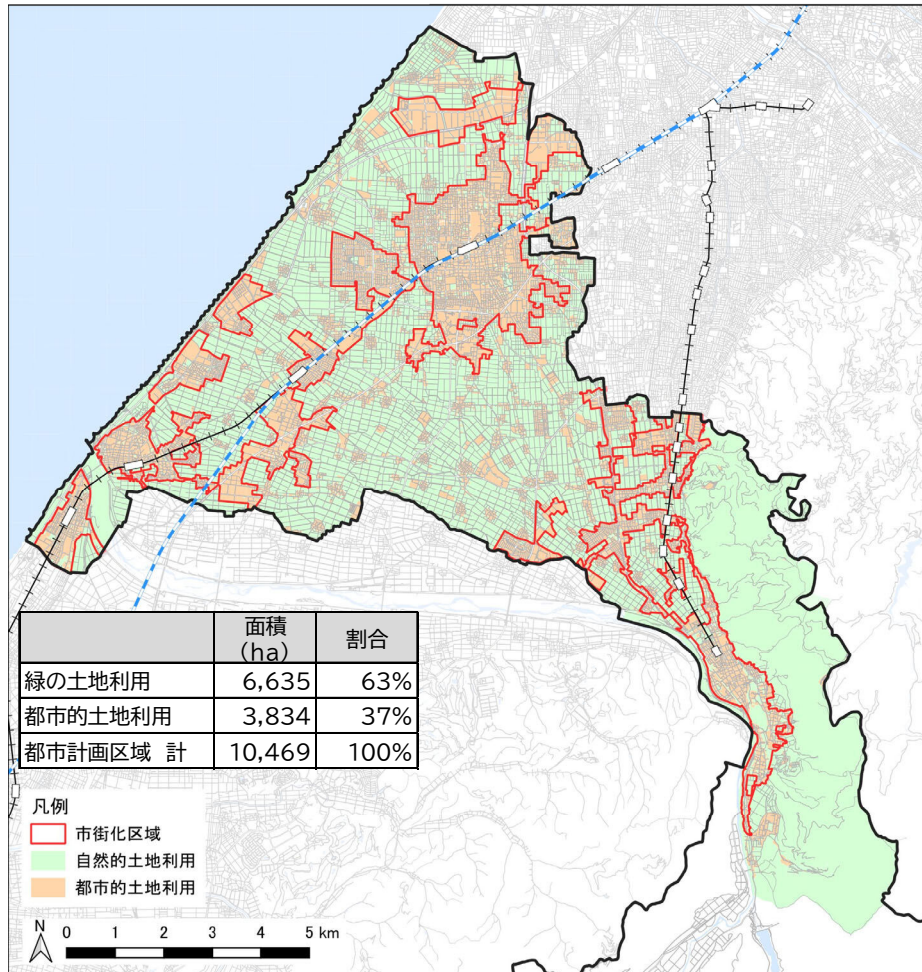 面積
(ha)
割合
緑の土地利用 6,635 63%
都市的土地利用 3,834 37%
都市計画区域 計 10,469 100%
凡例
市街化区域
自然的土地利用
都市的土地利用
N
0 1 2 3 4 5 km